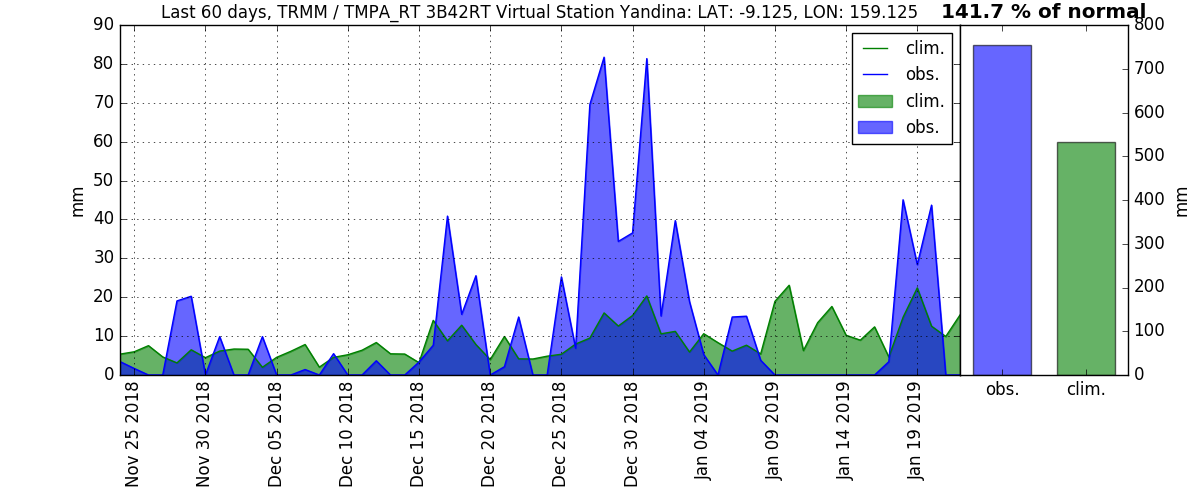 Last 60 days, TRMM / TMPA_RT 3B42RT Virtual Station Yandina: LAT: -9.125, LON: 159.125
141.7 % of normal
90
80
70
60
50
40
30
20
10
0
mm
clim.
obs.
clim.
obs.
Nov 25 2018
Nov 30 2018
Dec 05 2018
Dec 10 2018
Dec 15 2018
Dec 20 2018
Dec 25 2018
Dec 30 2018
Jan 04 2019
Jan 09 2019
Jan 14 2019
Jan 19 2019
800
700
600
500
400
300
200
100
0
mm
obs.
clim.